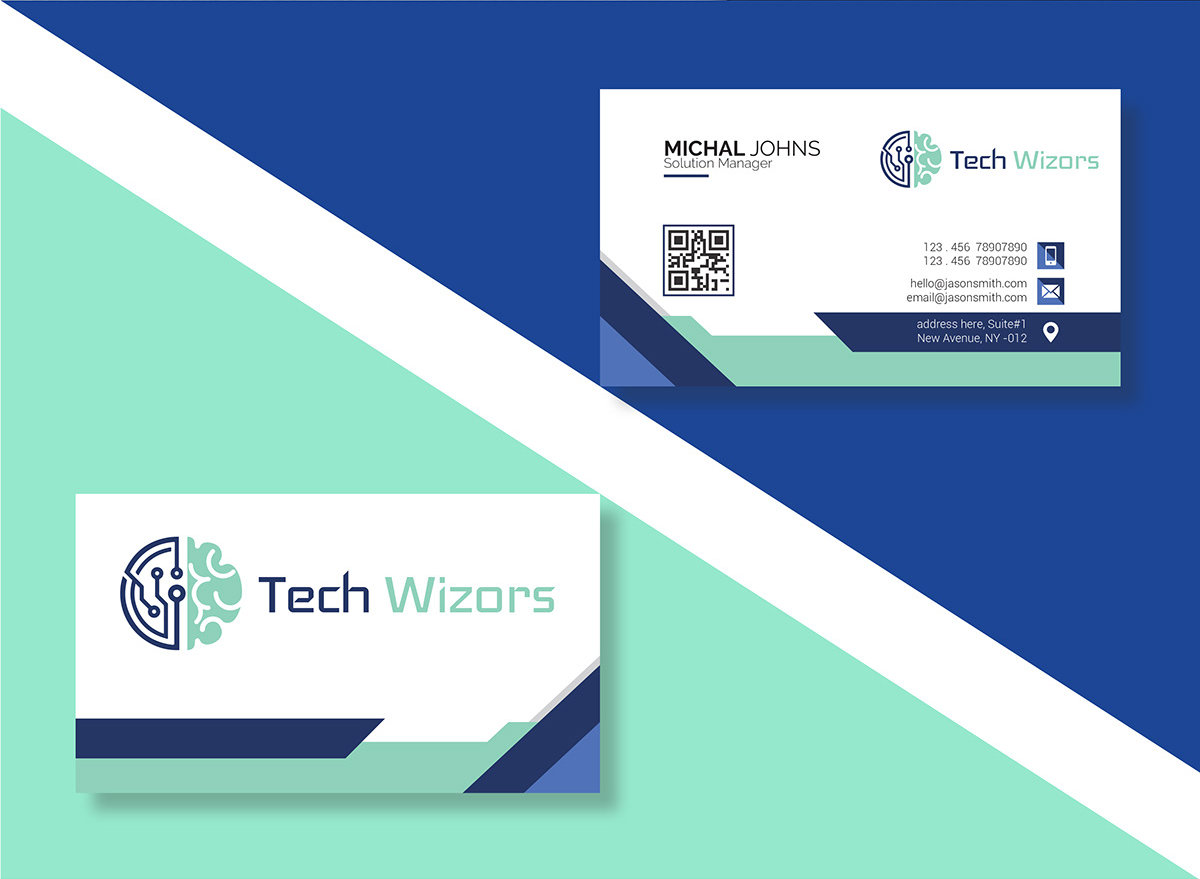 MICHAL JOHNS
Solution Manager
Tech Wizors
123 . 456 78907890
123 . 456 78907890
hello@jasonsmith.com
email@jasonsmith.com
address here, Suite#1
New Avenue, NY -012
Tech Wizors